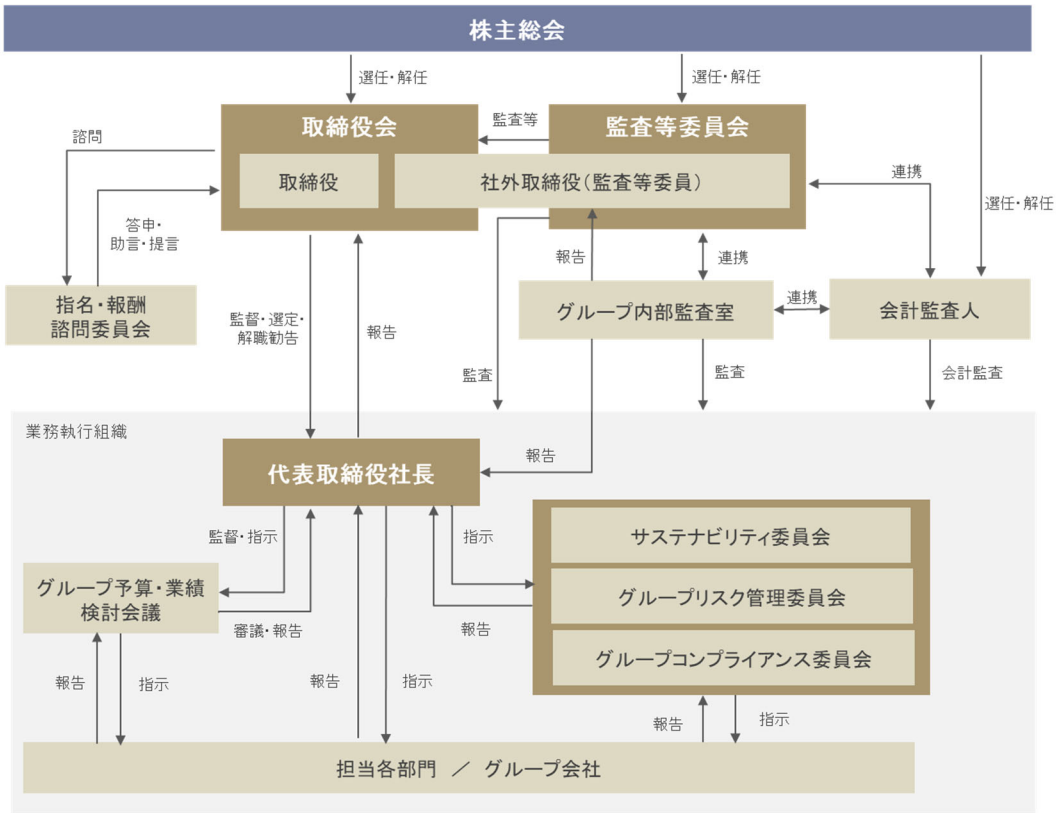 株主総会
選任・解任
選任・解任
取締役会
監査等
監査等委員会
諮問
取締役
社外取締役(監査等委員)
連携
選任・解任
答申・
助言・提言
報告
連携
指名・報酬
諮問委員会
監督・選定・
解職勧告
報告
グループ内部監査室
連携
会計監査人
監査
監査
会計監査
業務執行組織
代表取締役社長
報告
監督・指示
指示
サステナビリティ委員会
グループ予算・業績
検討会議
グループリスク管理委員会
審議・報告
報告
グループコンプライアンス委員会
報告
指示
報告
指示
報告
指示
担当各部門 / グループ会社